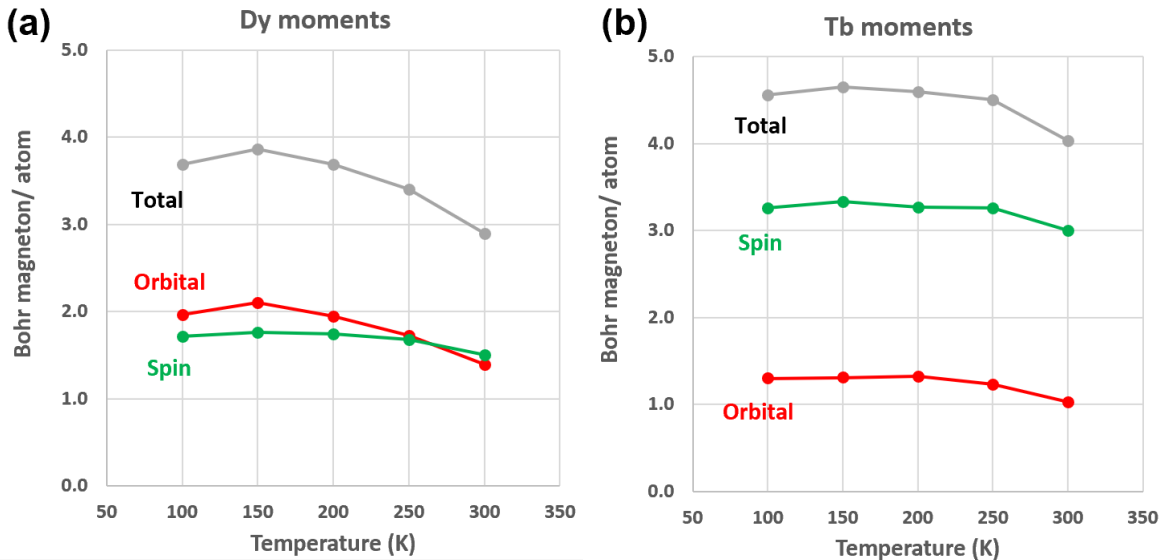 (a)
Dy moments
5.0
4.0
3.0
2.0
1.0
0.0
Bohr magneton/ atom
Total
Orbital
Spin
50 100 150 200 250 300 350
Temperature (K)
(b)
Tb moments
5.0
4.0
3.0
2.0
1.0
0.0
Bohr magneton/ atom
Total
Spin
Orbital
50 100 150 200 250 300 350
Temperature (K)